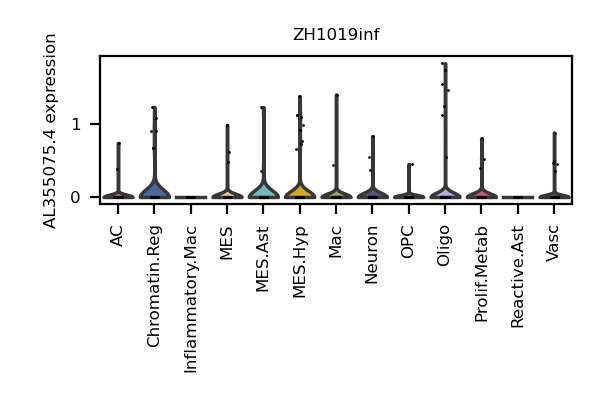 ZH1019inf
AL355075.4 expression
1
0
AC
Chromatin.Reg
Inflammatory.Mac
MES
MES.Ast
MES.Hyp
Mac
Neuron
OPC
Oligo
Prolif.Metab
Reactive.Ast
Vasc